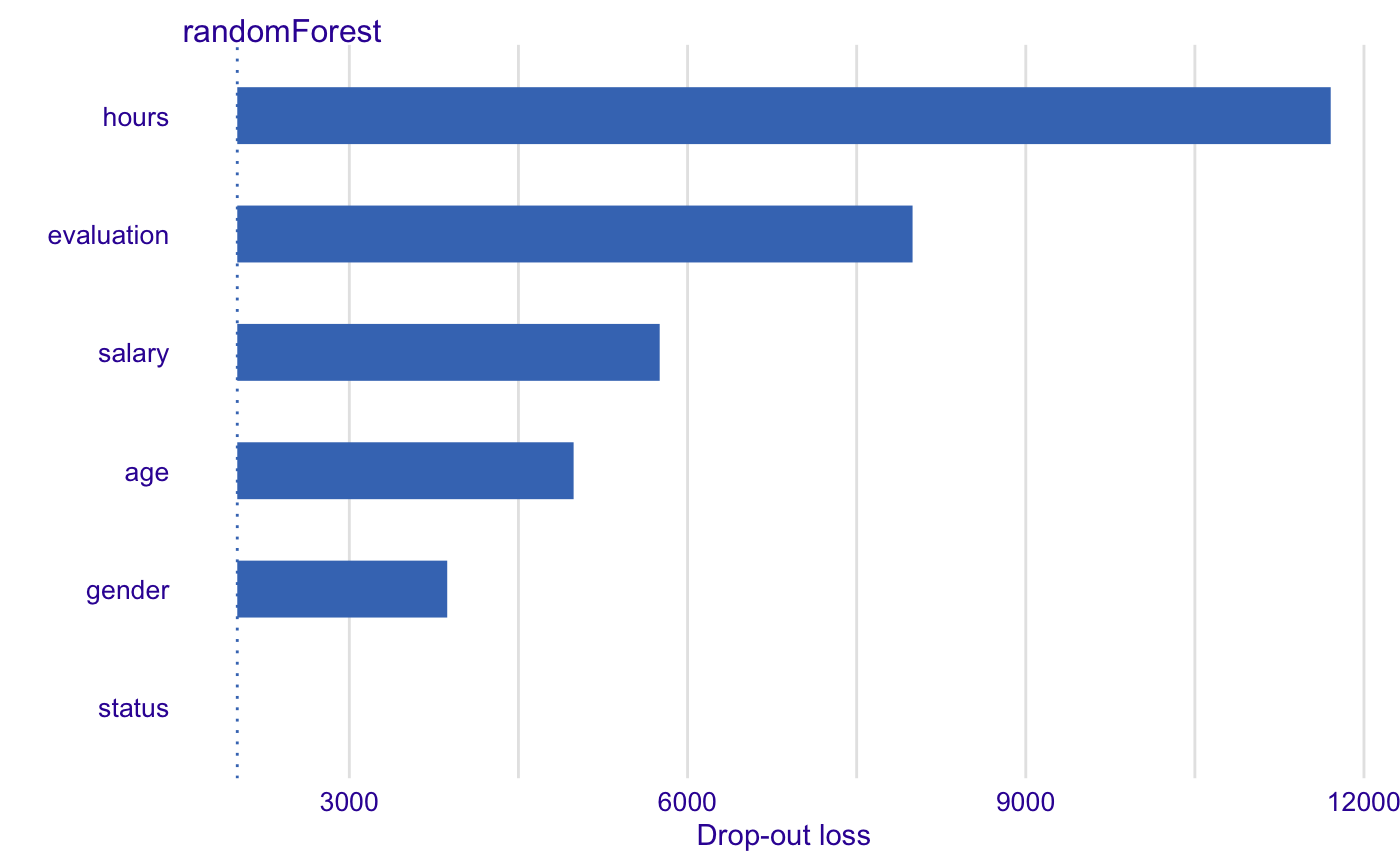 randomForest
hours
evaluation
salary
age
gender
status
3000 6000 9000 12000
Drop-out loss